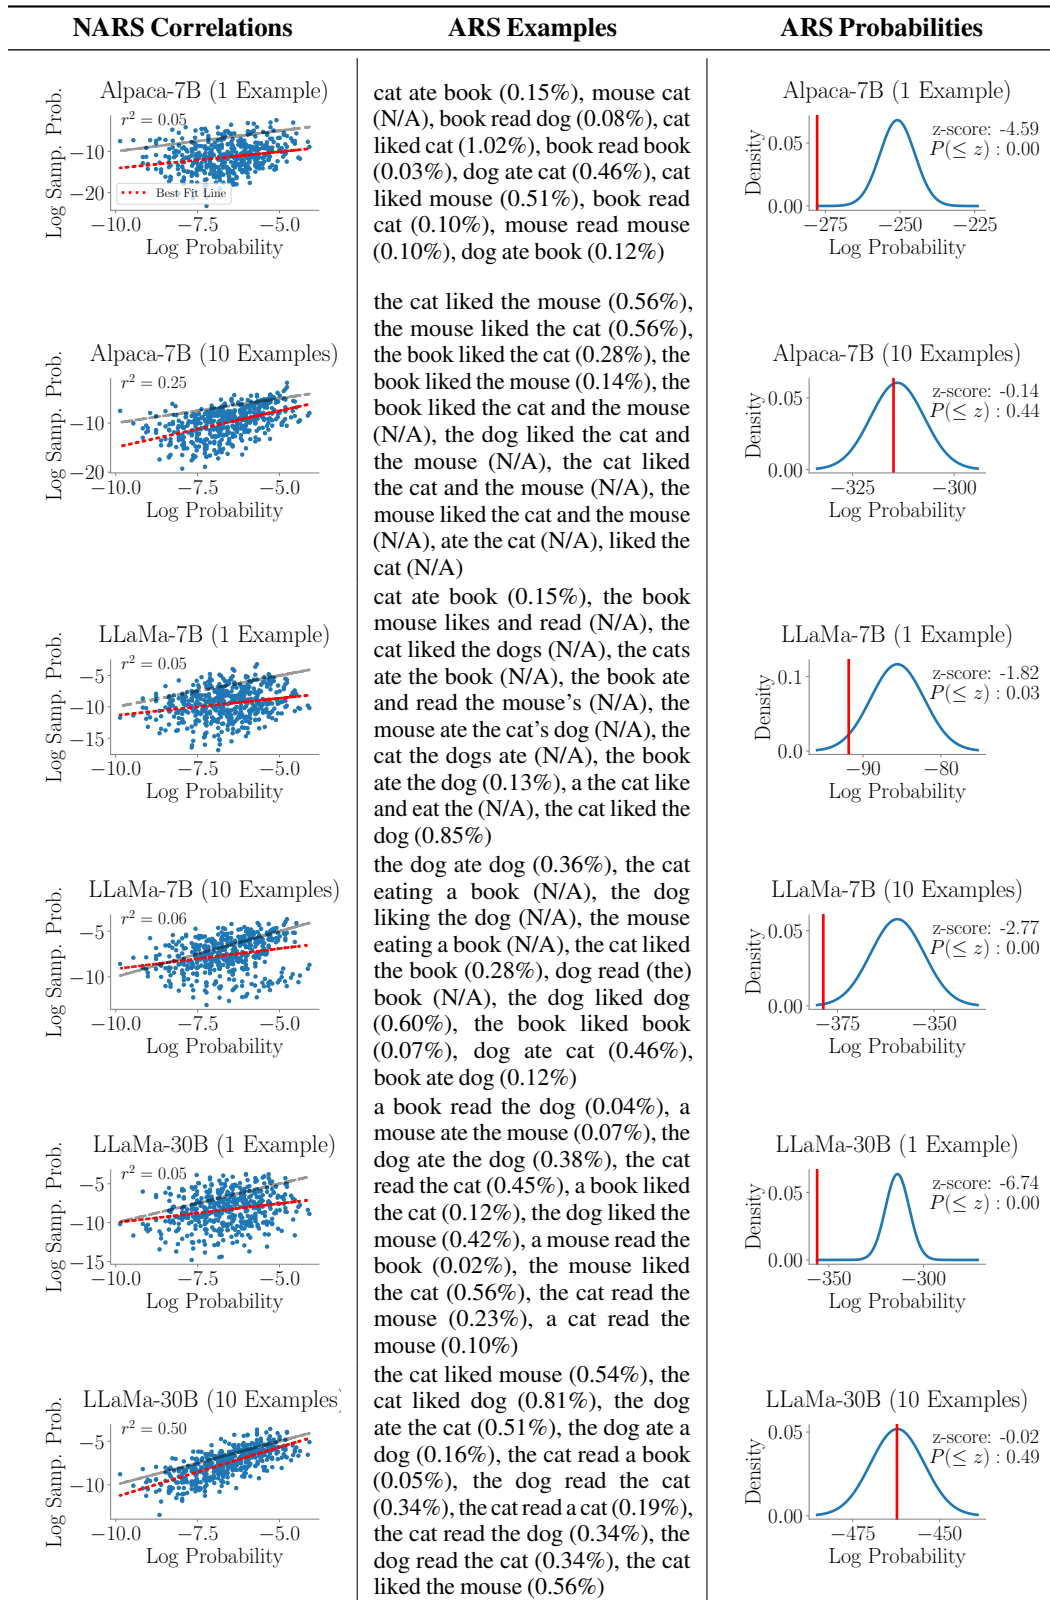 NARS Correlations
ARS Examples
ARS Probabilities
Alpaca-7B (1 Example)
r² = 0.05
−10
−20
Log Samp. Prob.
Best Fit Line
−10.0 −7.5 −5.0
Log Probability
cat ate book (0.15%), mouse cat
(N/A), book read dog (0.08%), cat
liked cat (1.02%), book read book
(0.03%), dog ate cat (0.46%), cat
liked mouse (0.51%), book read
cat (0.10%), mouse read mouse
(0.10%), dog ate book (0.12%)
Alpaca-7B (1 Example)
z-score: -4.59
P(≤ z) : 0.00
0.05
0.00
Density
−275 −250 −225
Log Probability
Alpaca-7B (10 Examples)
r² = 0.25
−10
−20
Log Samp. Prob.
−10.0 −7.5 −5.0
Log Probability
the cat liked the mouse (0.56%),
the mouse liked the cat (0.56%),
the book liked the cat (0.28%), the
book liked the mouse (0.14%), the
book liked the cat and the mouse
(N/A), the dog liked the cat and
the mouse (N/A), the cat liked
the cat and the mouse (N/A), the
mouse liked the cat and the mouse
(N/A), ate the cat (N/A), liked the
cat (N/A)
Alpaca-7B (10 Examples)
z-score: -0.14
P(≤ z) : 0.44
0.05
0.00
Density
−325 −300
Log Probability
LLaMa-7B (1 Example)
r² = 0.05
−5
−10
−15
Log Samp. Prob.
−10.0 −7.5 −5.0
Log Probability
cat ate book (0.15%), the book
mouse likes and read (N/A), the
cat liked the dogs (N/A), the cats
ate the book (N/A), the book ate
and read the mouse's (N/A), the
mouse ate the cat's dog (N/A), the
cat the dogs ate (N/A), the book
ate the dog (0.13%), a the cat like
and eat the (N/A), the cat liked the
dog (0.85%)
LLaMa-7B (1 Example)
z-score: -1.82
P(≤ z) : 0.03
0.1
0.0
Density
−90 −80
Log Probability
LLaMa-7B (10 Examples)
r² = 0.06
−5
−10
Log Samp. Prob.
−10.0 −7.5 −5.0
Log Probability
the dog ate dog (0.36%), the cat
eating a book (N/A), the dog
liking the dog (N/A), the mouse
eating a book (N/A), the cat liked
the book (0.28%), dog read (the)
book (N/A), the dog liked dog
(0.60%), the book liked book
(0.07%), dog ate cat (0.46%),
book ate dog (0.12%)
LLaMa-7B (10 Examples)
z-score: -2.77
P(≤ z) : 0.00
0.05
0.00
Density
−375 −350
Log Probability
LLaMa-30B (1 Example)
r² = 0.05
−5
−10
−15
Log Samp. Prob.
−10.0 −7.5 −5.0
Log Probability
a book read the dog (0.04%), a
mouse ate the mouse (0.07%), the
dog ate the dog (0.38%), the cat
read the cat (0.45%), a book liked
the cat (0.12%), the dog liked the
mouse (0.42%), a mouse read the
book (0.02%), the mouse liked
the cat (0.56%), the cat read the
mouse (0.23%), a cat read the
mouse (0.10%)
LLaMa-30B (1 Example)
z-score: -6.74
P(≤ z) : 0.00
0.05
0.00
Density
−350 −300
Log Probability
LLaMa-30B (10 Examples)
r² = 0.50
−5
−10
Log Samp. Prob.
−10.0 −7.5 −5.0
Log Probability
the cat liked mouse (0.54%), the
cat liked dog (0.81%), the dog
ate the cat (0.51%), the dog ate a
dog (0.16%), the cat read a book
(0.05%), the dog read the cat
(0.34%), the cat read a cat (0.19%),
the cat read the dog (0.34%), the
dog read the cat (0.34%), the cat
liked the mouse (0.56%)
LLaMa-30B (10 Examples)
z-score: -0.02
P(≤ z) : 0.49
0.05
0.00
Density
−475 −450
Log Probability